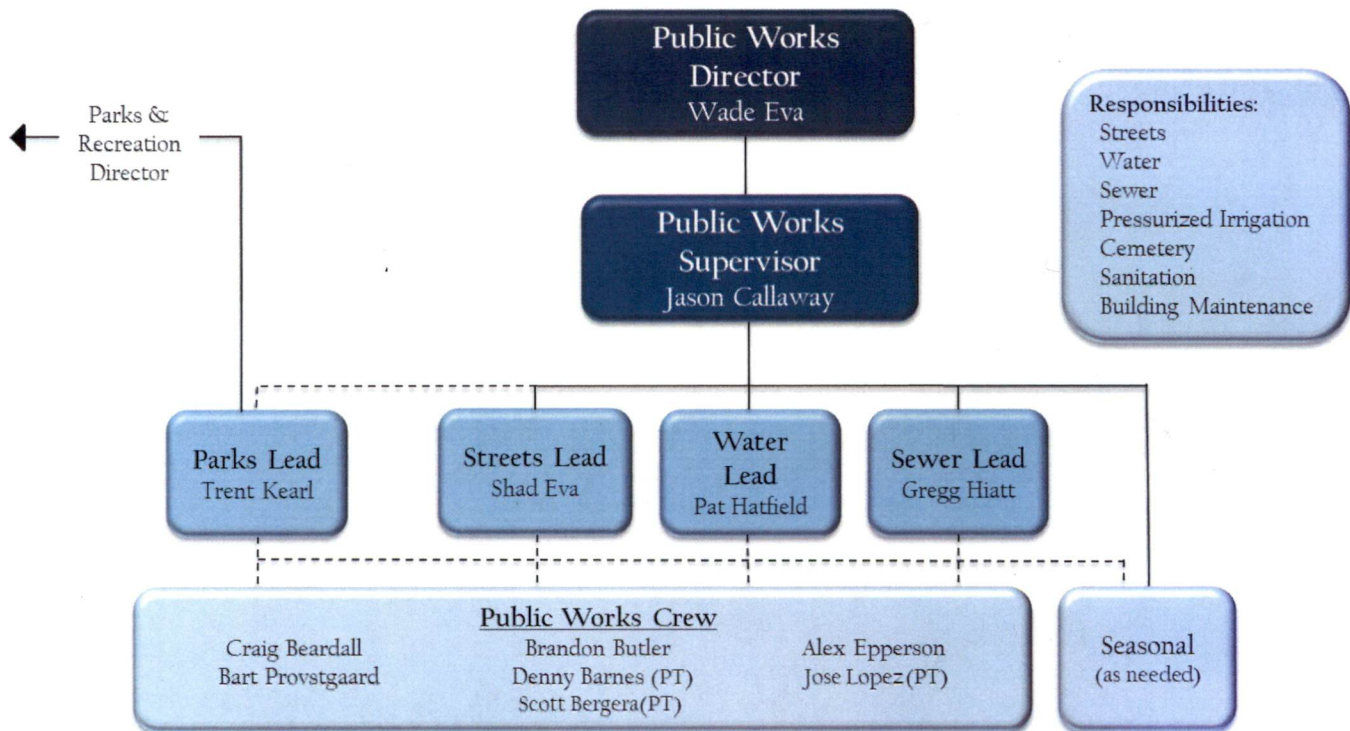 Public Works
Director
Wade Eva
Parks &
Recreation
Director
Responsibilities:
Streets
Water
Sewer
Pressurized Irrigation
Cemetery
Sanitation
Building Maintenance
Public Works
Supervisor
Jason Callaway
Parks Lead
Trent Kearl
Streets Lead
Shad Eva
Water
Lead
Pat Hatfield
Sewer Lead
Gregg Hiatt
Public Works Crew
Craig Beardall
Bart Provstgaard
Brandon Butler
Denny Barnes (PT)
Scott Bergera(PT)
Alex Epperson
Jose Lopez(PT)
Seasonal
(as needed)